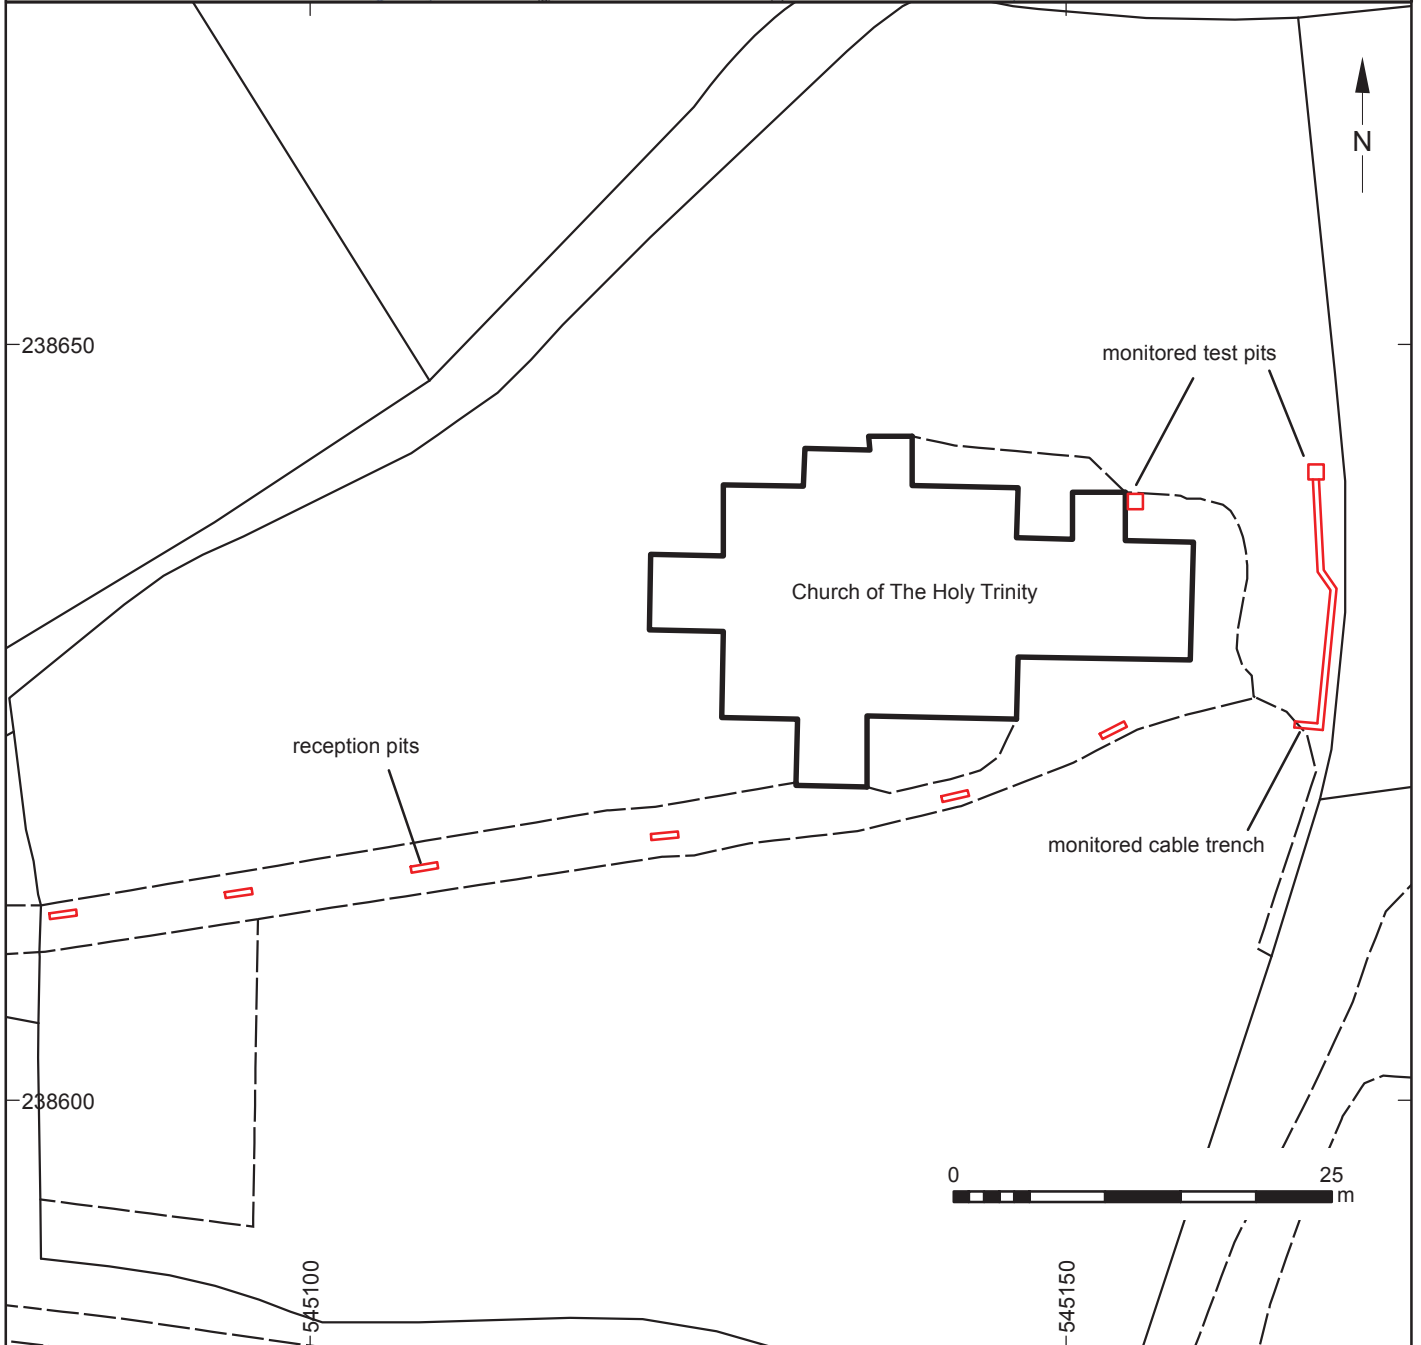 N
238650
monitored test pits
Church of The Holy Trinity
reception pits
monitored cable trench
238600
0
25
m
545100
545150